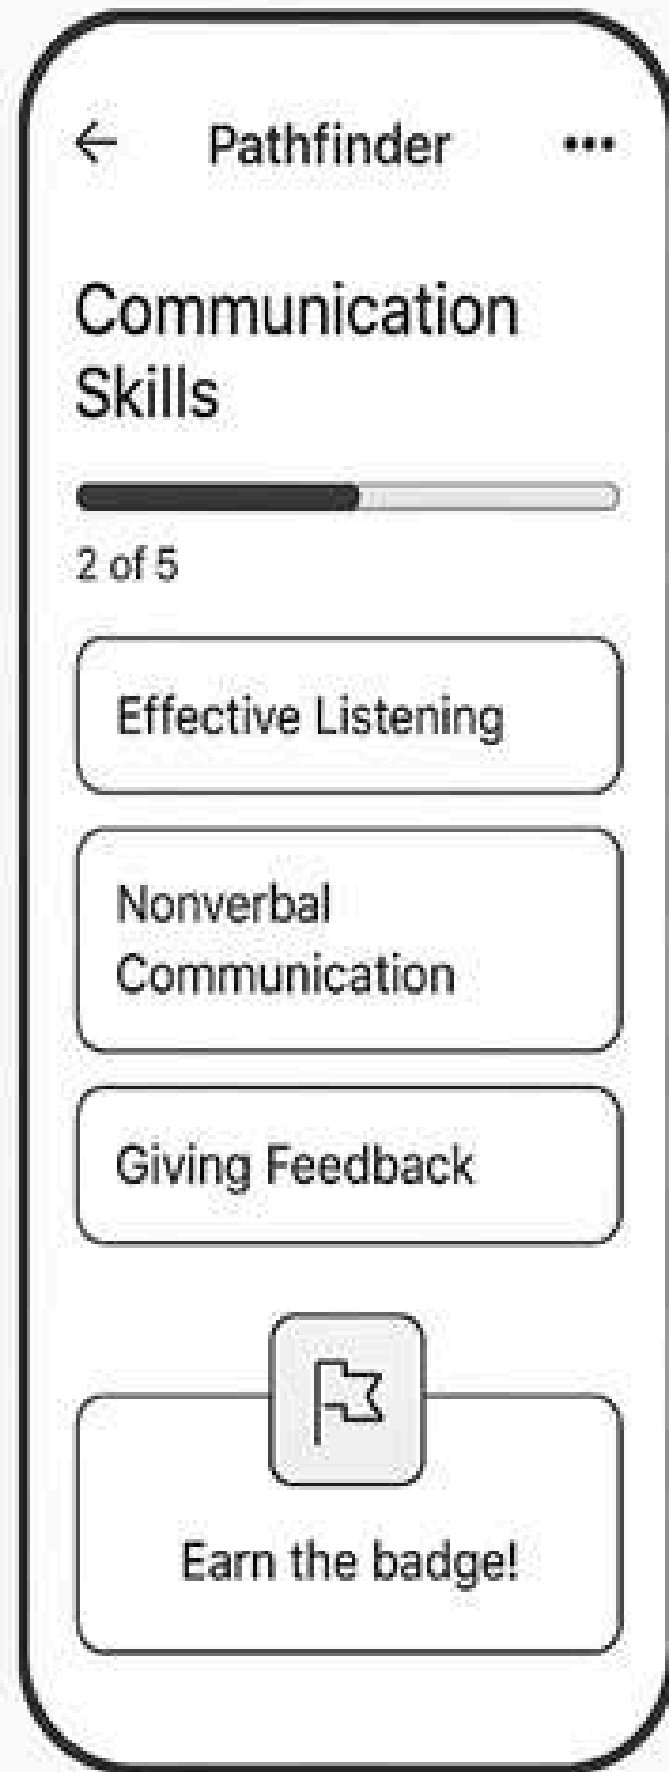 Pathfinder
Communication
Skills
2 of 5
Effective Listening
Nonverbal
Communication
Giving Feedback
Earn the badge!